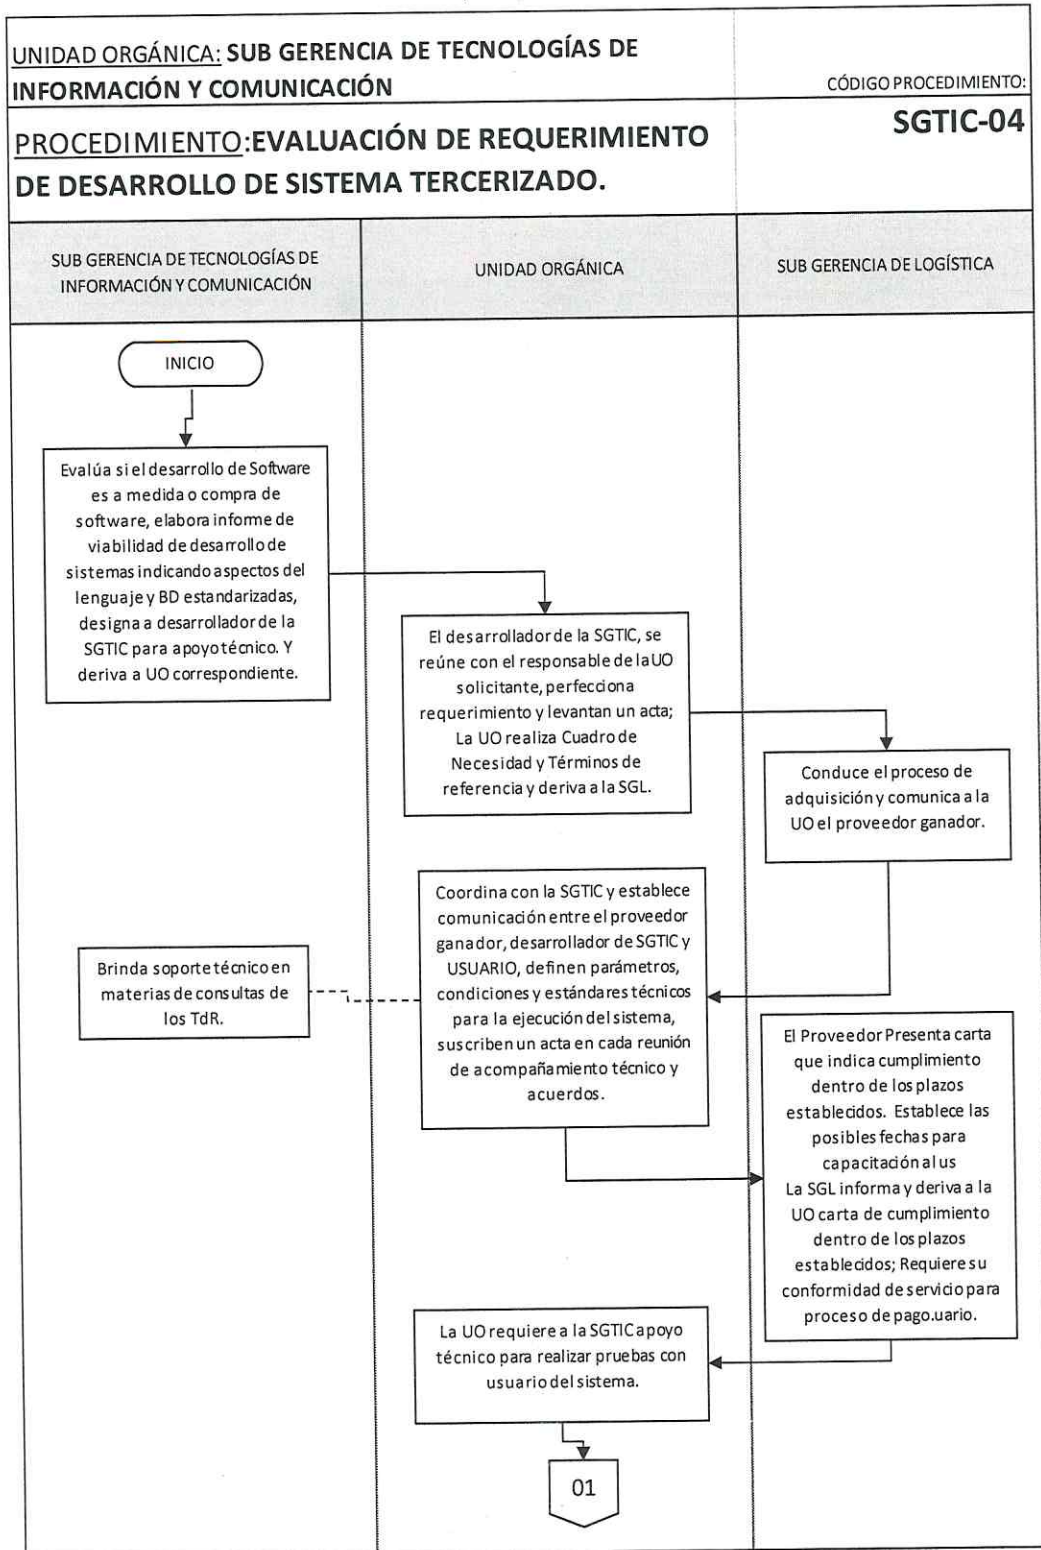 UNIDAD ORGÁNICA: SUB GERENCIA DE TECNOLOGÍAS DE
INFORMACIÓN Y COMUNICACIÓN
CÓDIGO PROCEDIMIENTO:
SGTIC-04
PROCEDIMIENTO:EVALUACIÓN DE REQUERIMIENTO
DE DESARROLLO DE SISTEMA TERCERIZADO.
SUB GERENCIA DE TECNOLOGÍAS DE
INFORMACIÓN Y COMUNICACIÓN
UNIDAD ORGÁNICA
SUB GERENCIA DE LOGÍSTICA
INICIO
Evalúa si el desarrollo de Software
es a medida o compra de
software, elabora informe de
viabilidad de desarrollo de
sistemas indicando aspectos del
lenguaje y BD estandarizadas,
designa a desarrollador de la
SGTIC para apoyo técnico. Y
deriva a UO correspondiente.
El desarrollador de la SGTIC, se
reúne con el responsable de la UO
solicitante, perfecciona
requerimiento y levantan un acta;
La UO realiza Cuadro de
Necesidad y Términos de
referencia y deriva a la SGL.
Conduce el proceso de
adquisición y comunica a la
UO el proveedor ganador.
Coordina con la SGTIC y establece
comunicación entre el proveedor
ganador, desarrollador de SGTIC y
USUARIO, definen parámetros,
condiciones y estándares técnicos
para la ejecución del sistema,
suscriben un acta en cada reunión
de acompañamiento técnico y
acuerdos.
Brinda soporte técnico en
materias de consultas de
los TdR.
El Proveedor Presenta carta
que indica cumplimiento
dentro de los plazos
establecidos. Establece las
posibles fechas para
capacitación al us
La SGL informa y deriva a la
UO carta de cumplimiento
dentro de los plazos
establecidos; Requiere su
conformidad de servicio para
proceso de pago.uario.
La UO requiere a la SGTIC apoyo
técnico para realizar pruebas con
usuario del sistema.
01